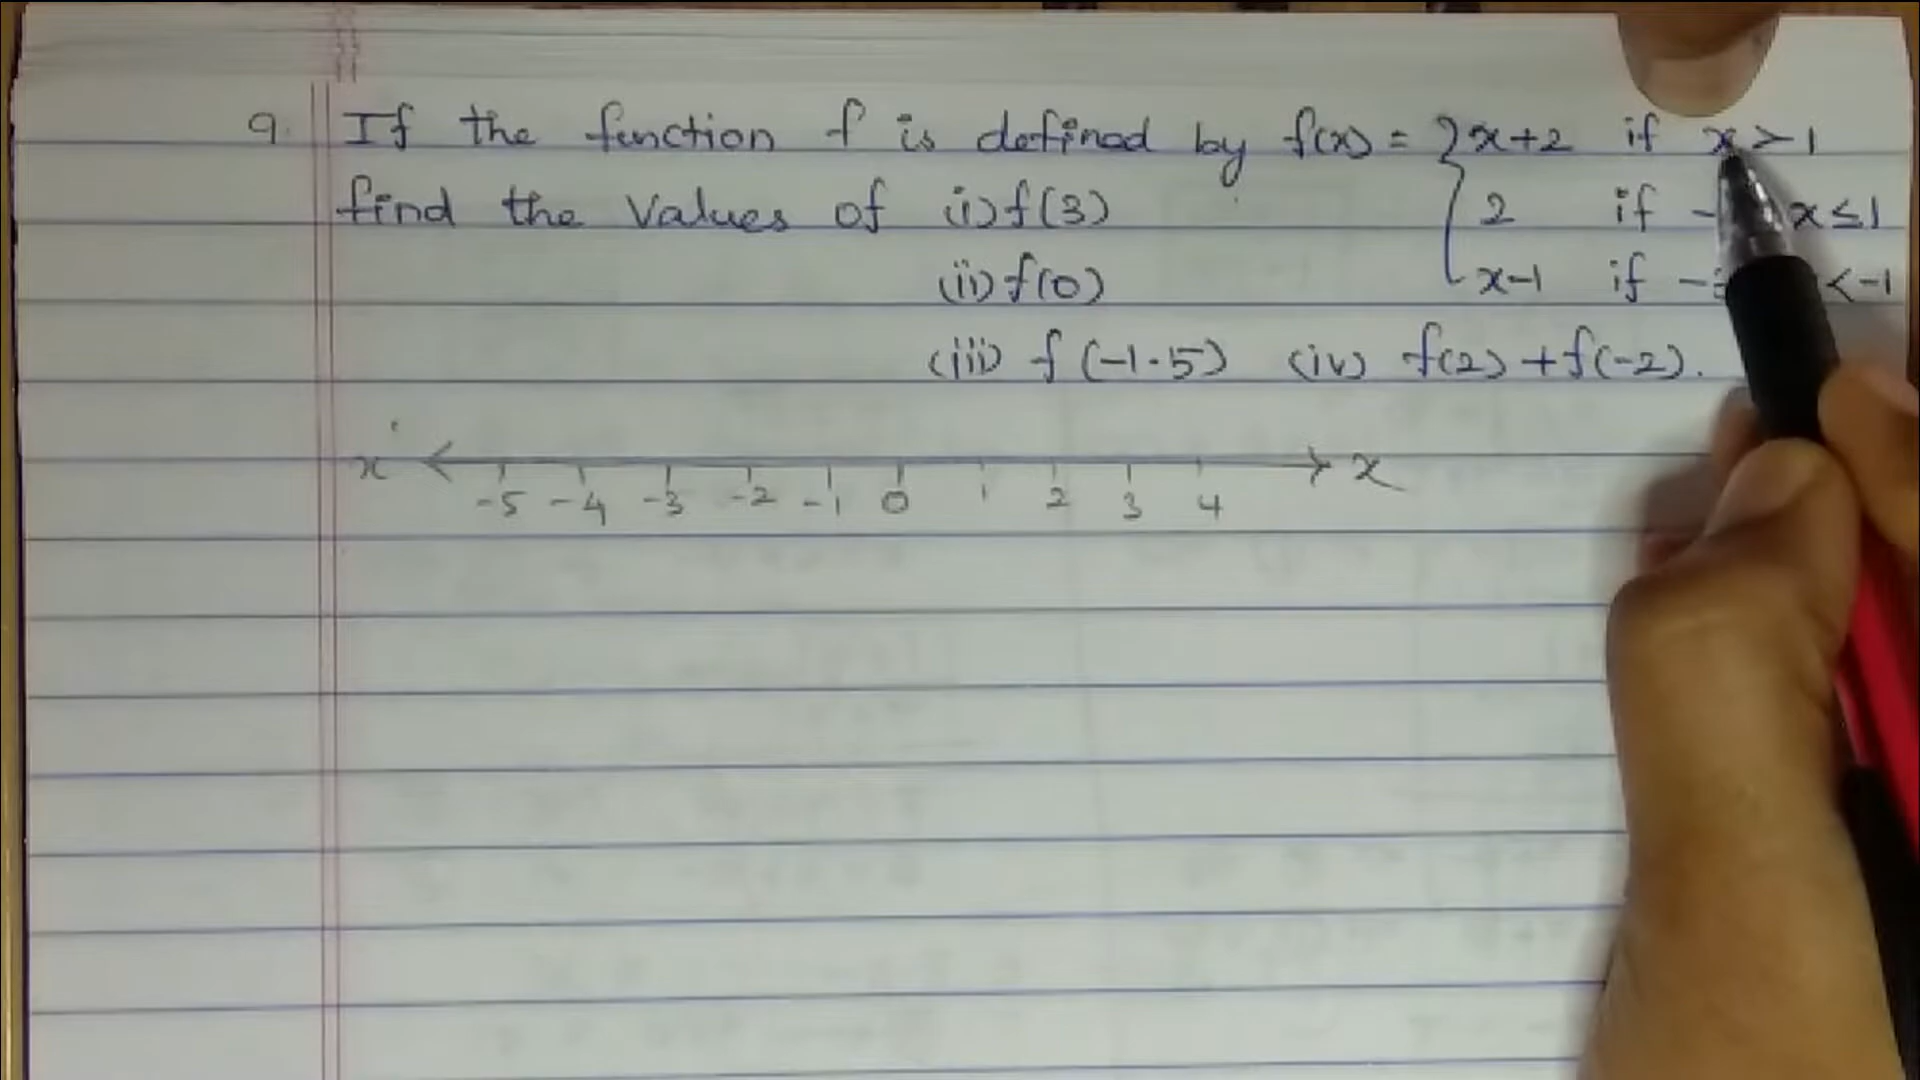 9. If the function f is defined by f(x) = { x+2 if x > 1
find the values of (i) f(3) 2 if - x ≤ 1
(ii) f(0) x-1 if - < -1
(iii) f(-1.5) (iv) f(2) + f(-2).
x' x
-5 -4 -3 -2 -1 0 1 2 3 4